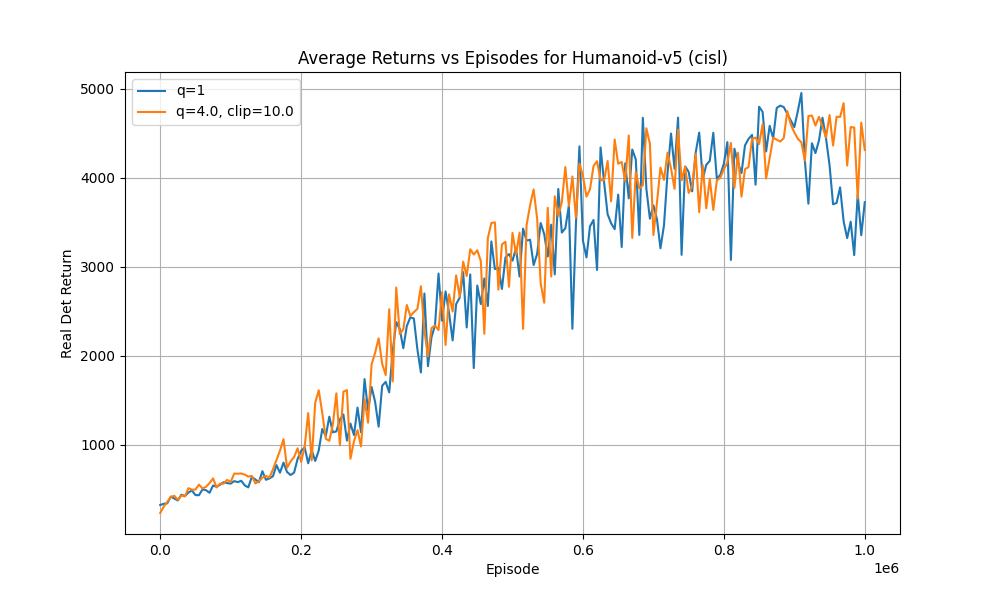 Average Returns vs Episodes for Humanoid-v5 (cisl)
q=1
q=4.0, clip=10.0
5000
4000
3000
2000
1000
Real Det Return
0.0
0.2
0.4
0.6
0.8
1.0
1e6
Episode